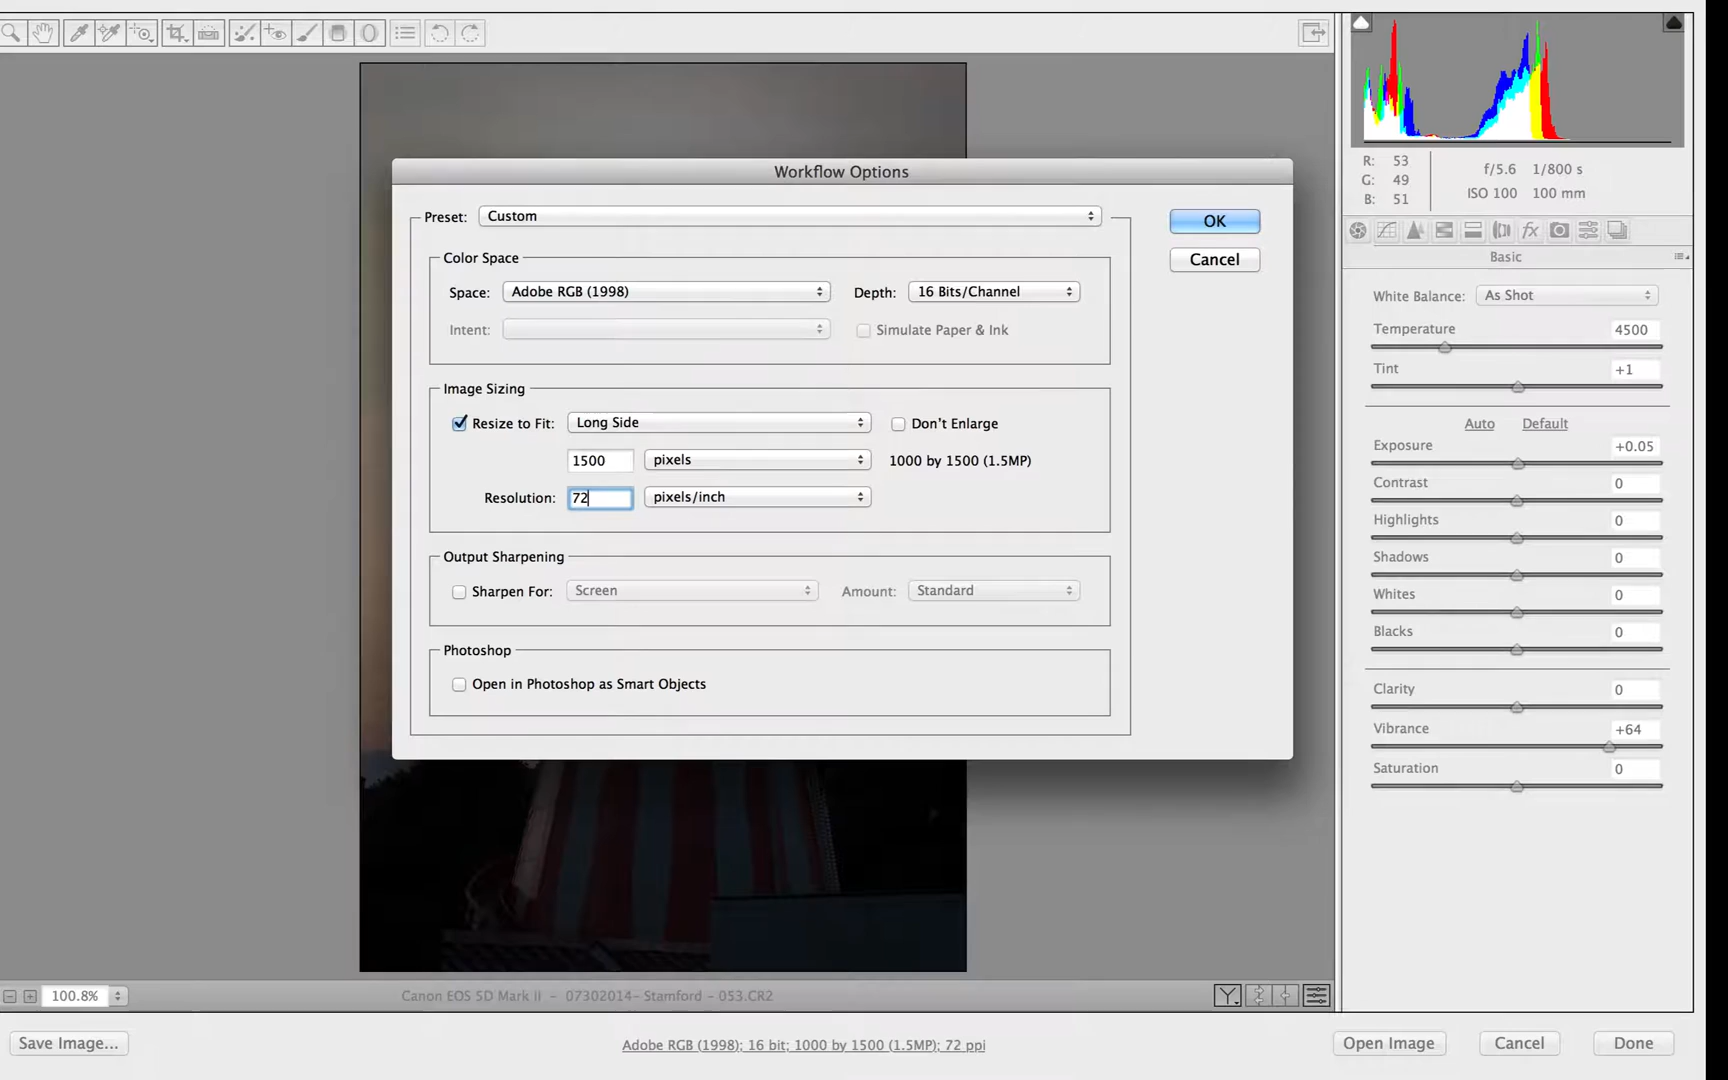 Workflow Options
Preset: Custom
OK
Cancel
Color Space
Space: Adobe RGB (1998) Depth: 16 Bits/Channel
Intent: Simulate Paper & Ink
Image Sizing
Resize to Fit: Long Side Don't Enlarge
1500 pixels 1000 by 1500 (1.5MP)
Resolution: 72 pixels/inch
Output Sharpening
Sharpen For: Screen Amount: Standard
Photoshop
Open in Photoshop as Smart Objects
R: 53
G: 49
B: 51
f/5.6 1/800 s
ISO 100 100 mm
fx
Basic
White Balance: As Shot
Temperature 4500
Tint +1
Auto Default
Exposure +0.05
Contrast 0
Highlights 0
Shadows 0
Whites 0
Blacks 0
Clarity 0
Vibrance +64
Saturation 0
100.8% Canon EOS 5D Mark II - 07302014- Stamford - 053.CR2 Y
Save Image... Adobe RGB (1998); 16 bit; 1000 by 1500 (1.5MP); 72 ppi Open Image Cancel Done